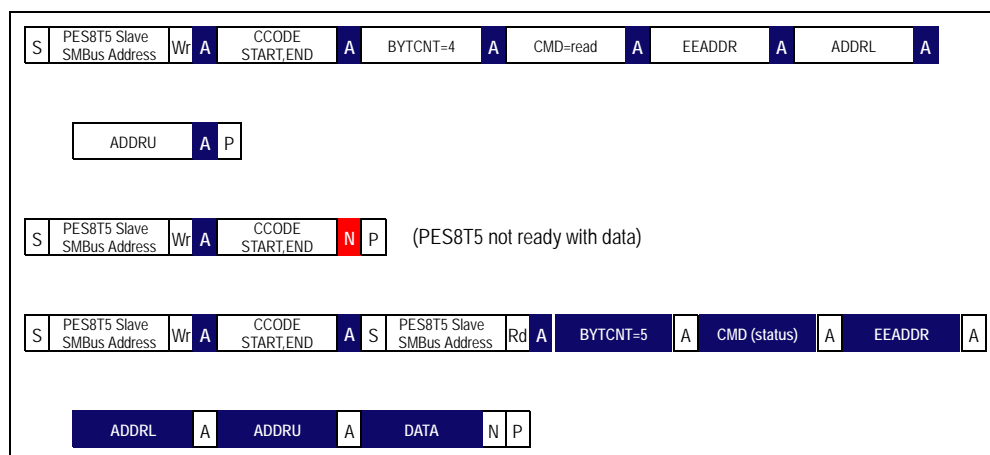 S PES8T5 Slave SMBus Address Wr A CCODE START,END A BYTCNT=4 A CMD=read A EEADDR A ADDRL A
ADDRU A P
S PES8T5 Slave SMBus Address Wr A CCODE START,END N P (PES8T5 not ready with data)
S PES8T5 Slave SMBus Address Wr A CCODE START,END A S PES8T5 Slave SMBus Address Rd A BYTCNT=5 A CMD (status) A EEADDR A
ADDRL A ADDRU A DATA N P